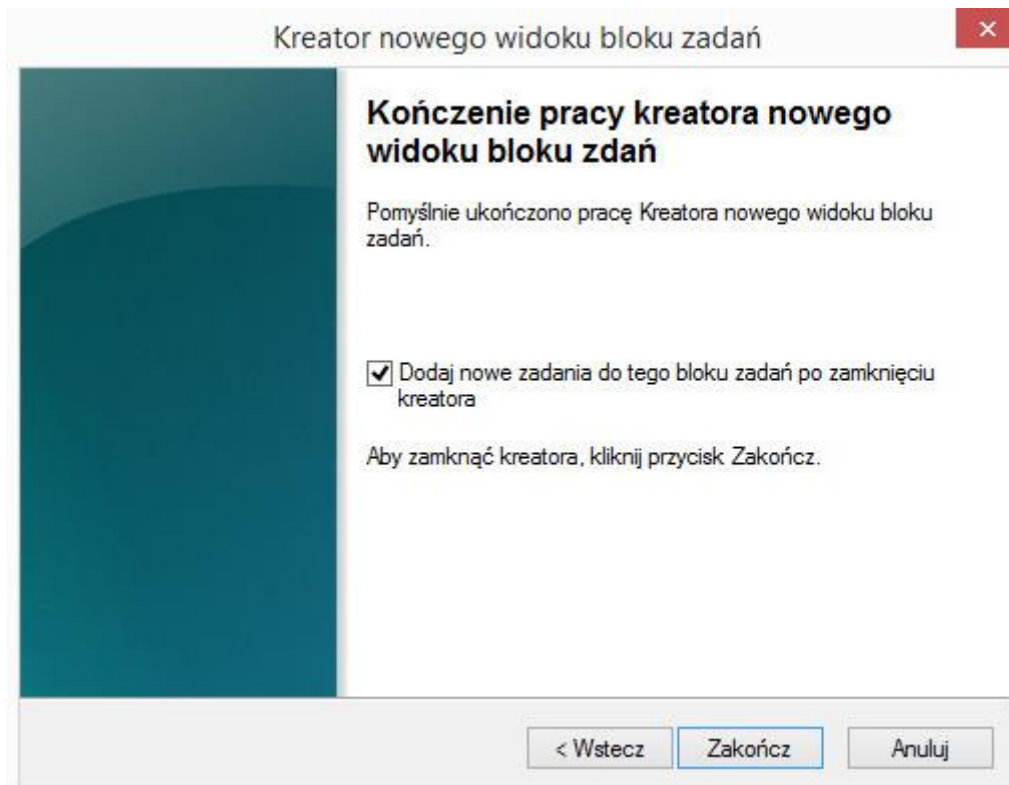 Kreator nowego widoku bloku zadań
Kończenie pracy kreatora nowego
widoku bloku zdań
Pomyślnie ukończono pracę Kreatora nowego widoku bloku
zadań.
Dodaj nowe zadania do tego bloku zadań po zamknięciu
kreatora
Aby zamknąć kreatora, kliknij przycisk Zakończ.
< Wstecz Zakończ Anuluj